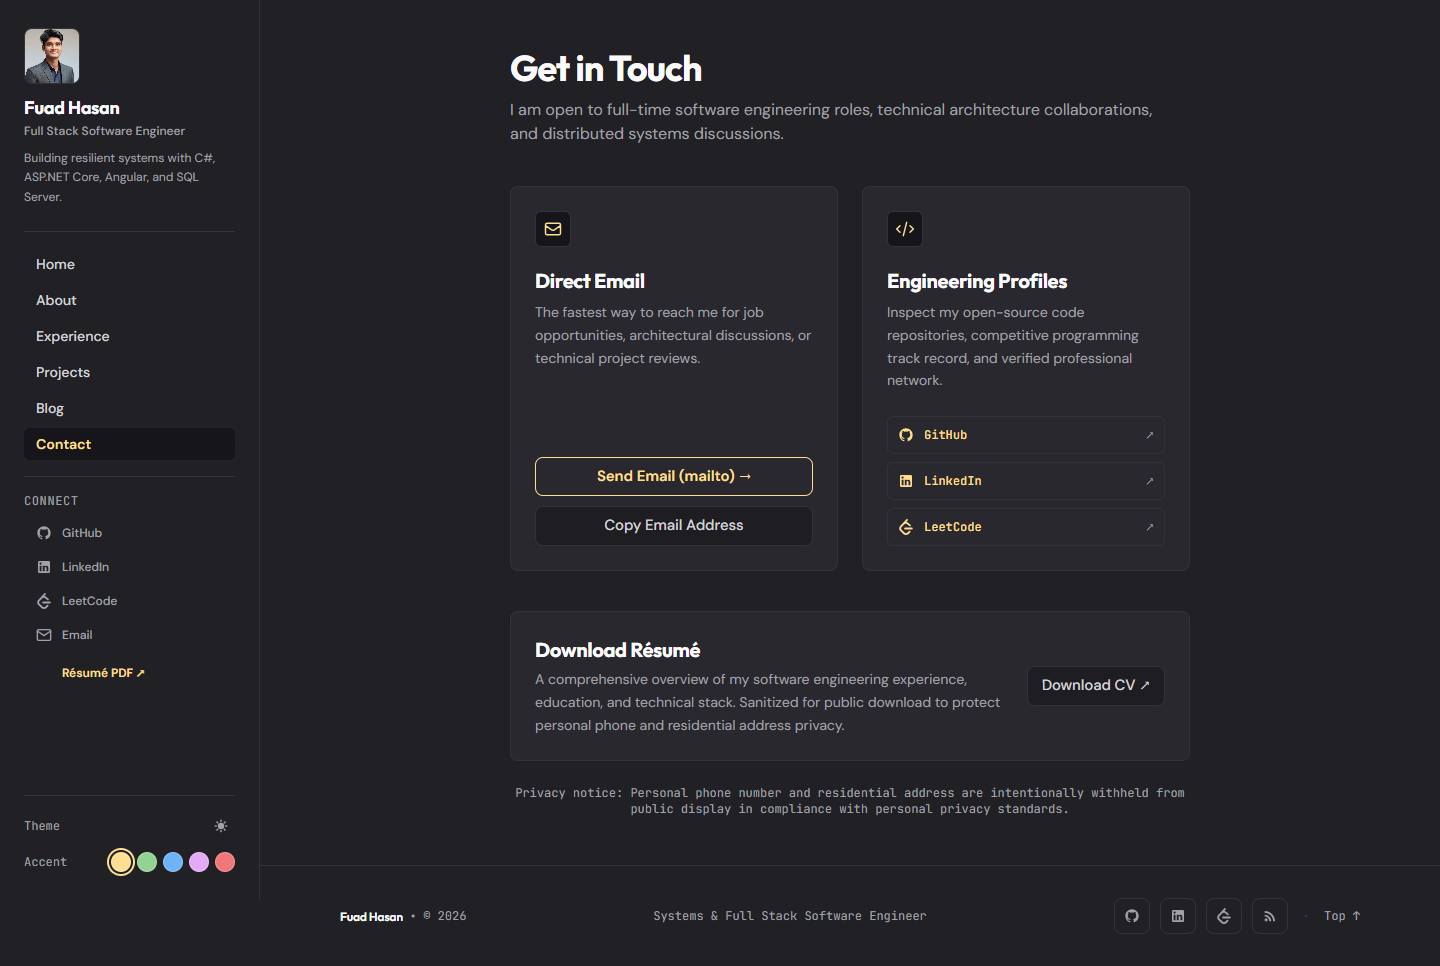 Fuad Hasan
Full Stack Software Engineer
Building resilient systems with C#,
ASP.NET Core, Angular, and SQL
Server.
Home
About
Experience
Projects
Blog
Contact
CONNECT
GitHub
LinkedIn
LeetCode
Email
Résumé PDF ↗
Theme
Accent
Get in Touch
I am open to full-time software engineering roles, technical architecture collaborations,
and distributed systems discussions.
Direct Email
The fastest way to reach me for job
opportunities, architectural discussions, or
technical project reviews.
Send Email (mailto) →
Copy Email Address
Engineering Profiles
Inspect my open-source code
repositories, competitive programming
track record, and verified professional
network.
GitHub ↗
LinkedIn ↗
LeetCode ↗
Download Résumé
A comprehensive overview of my software engineering experience,
education, and technical stack. Sanitized for public download to protect
personal phone and residential address privacy.
Download CV ↗
Privacy notice: Personal phone number and residential address are intentionally withheld from
public display in compliance with personal privacy standards.
Fuad Hasan • © 2026
Systems & Full Stack Software Engineer
Top ↑